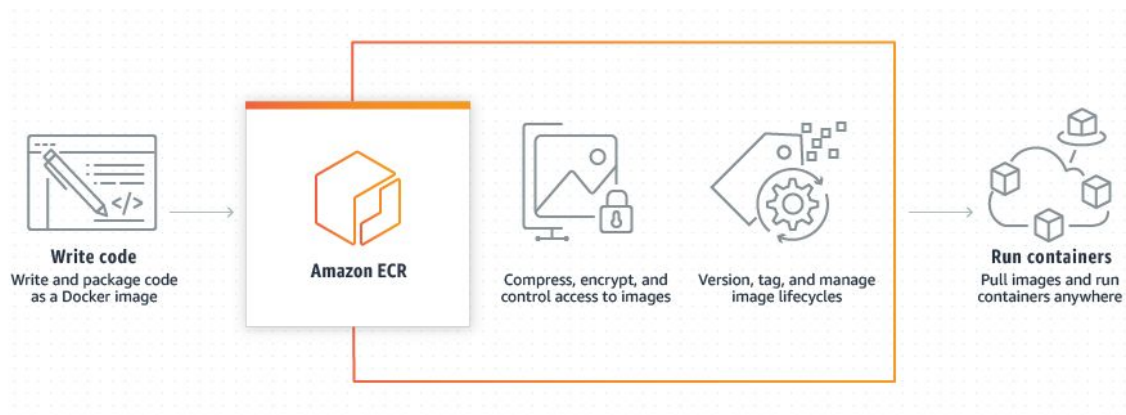 </>
Write code
Write and package code
as a Docker image
Amazon ECR
Compress, encrypt, and
control access to images
Version, tag, and manage
image lifecycles
Run containers
Pull images and run
containers anywhere